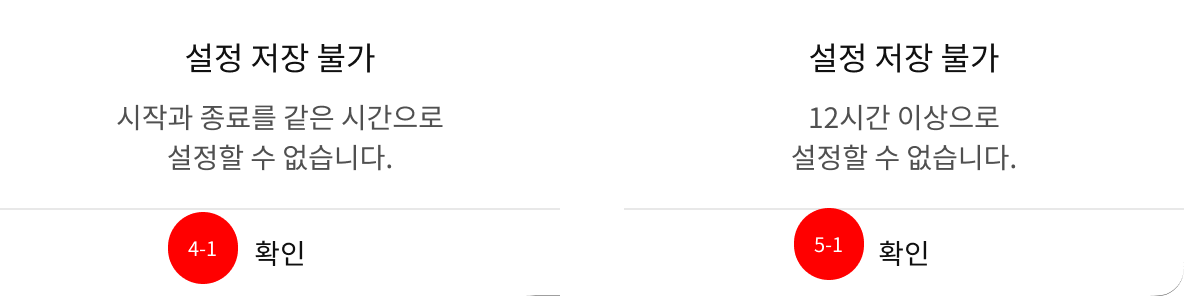 설정 저장 불가
시작과 종료를 같은 시간으로
설정할 수 없습니다.
4-1
확인
설정 저장 불가
12시간 이상으로
설정할 수 없습니다.
5-1
확인